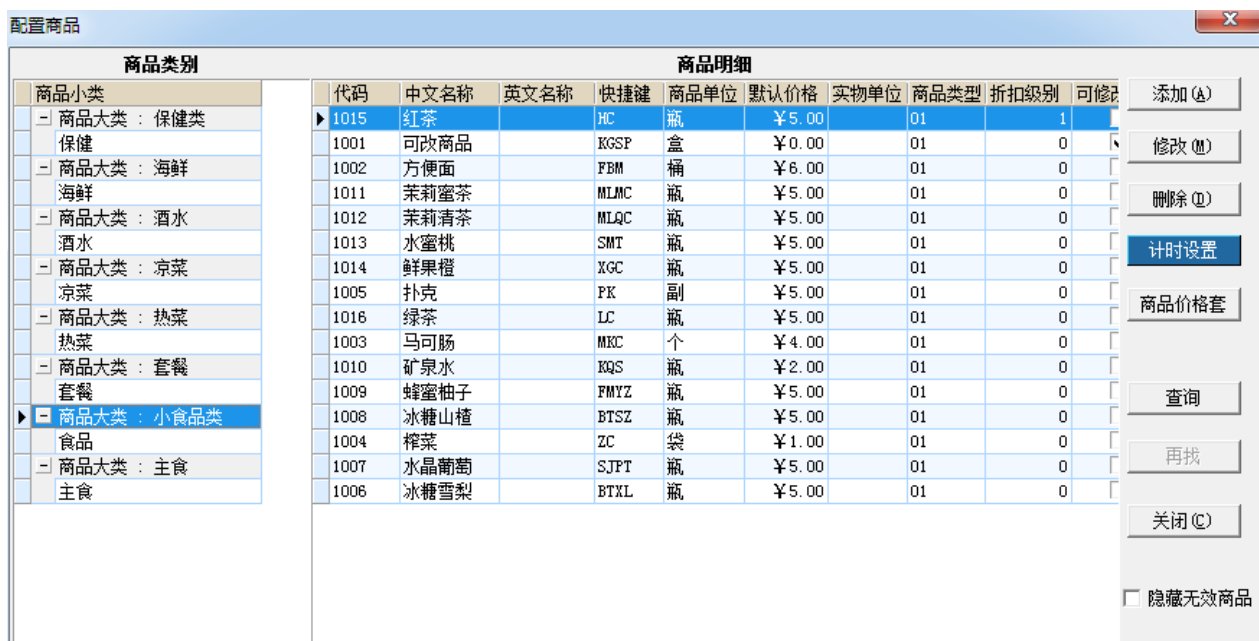 配置商品
商品类别
商品小类
商品大类 : 保健类
保健
商品大类 : 海鲜
海鲜
商品大类 : 酒水
酒水
商品大类 : 凉菜
凉菜
商品大类 : 热菜
热菜
商品大类 : 套餐
套餐
商品大类 : 小食品类
食品
商品大类 : 主食
主食
商品明细
代码 中文名称 英文名称 快捷键 商品单位 默认价格 实物单位 商品类型 折扣级别 可修改
1015 红茶 HC 瓶 ¥5.00 01 1
1001 可改商品 KGSP 盒 ¥0.00 01 0
1002 方便面 FBM 桶 ¥6.00 01 0
1011 茉莉蜜茶 MLMC 瓶 ¥5.00 01 0
1012 茉莉清茶 MLQC 瓶 ¥5.00 01 0
1013 水蜜桃 SMT 瓶 ¥5.00 01 0
1014 鲜果橙 XGC 瓶 ¥5.00 01 0
1005 扑克 PK 副 ¥5.00 01 0
1016 绿茶 LC 瓶 ¥5.00 01 0
1003 马可肠 MKC 个 ¥4.00 01 0
1010 矿泉水 KQS 瓶 ¥2.00 01 0
1009 蜂蜜柚子 FMYZ 瓶 ¥5.00 01 0
1008 冰糖山楂 BTSZ 瓶 ¥5.00 01 0
1004 榨菜 ZC 袋 ¥1.00 01 0
1007 水晶葡萄 SJPT 瓶 ¥5.00 01 0
1006 冰糖雪梨 BTXL 瓶 ¥5.00 01 0
添加(A)
修改(M)
删除(D)
计时设置
商品价格套
查询
再找
关闭(C)
隐藏无效商品